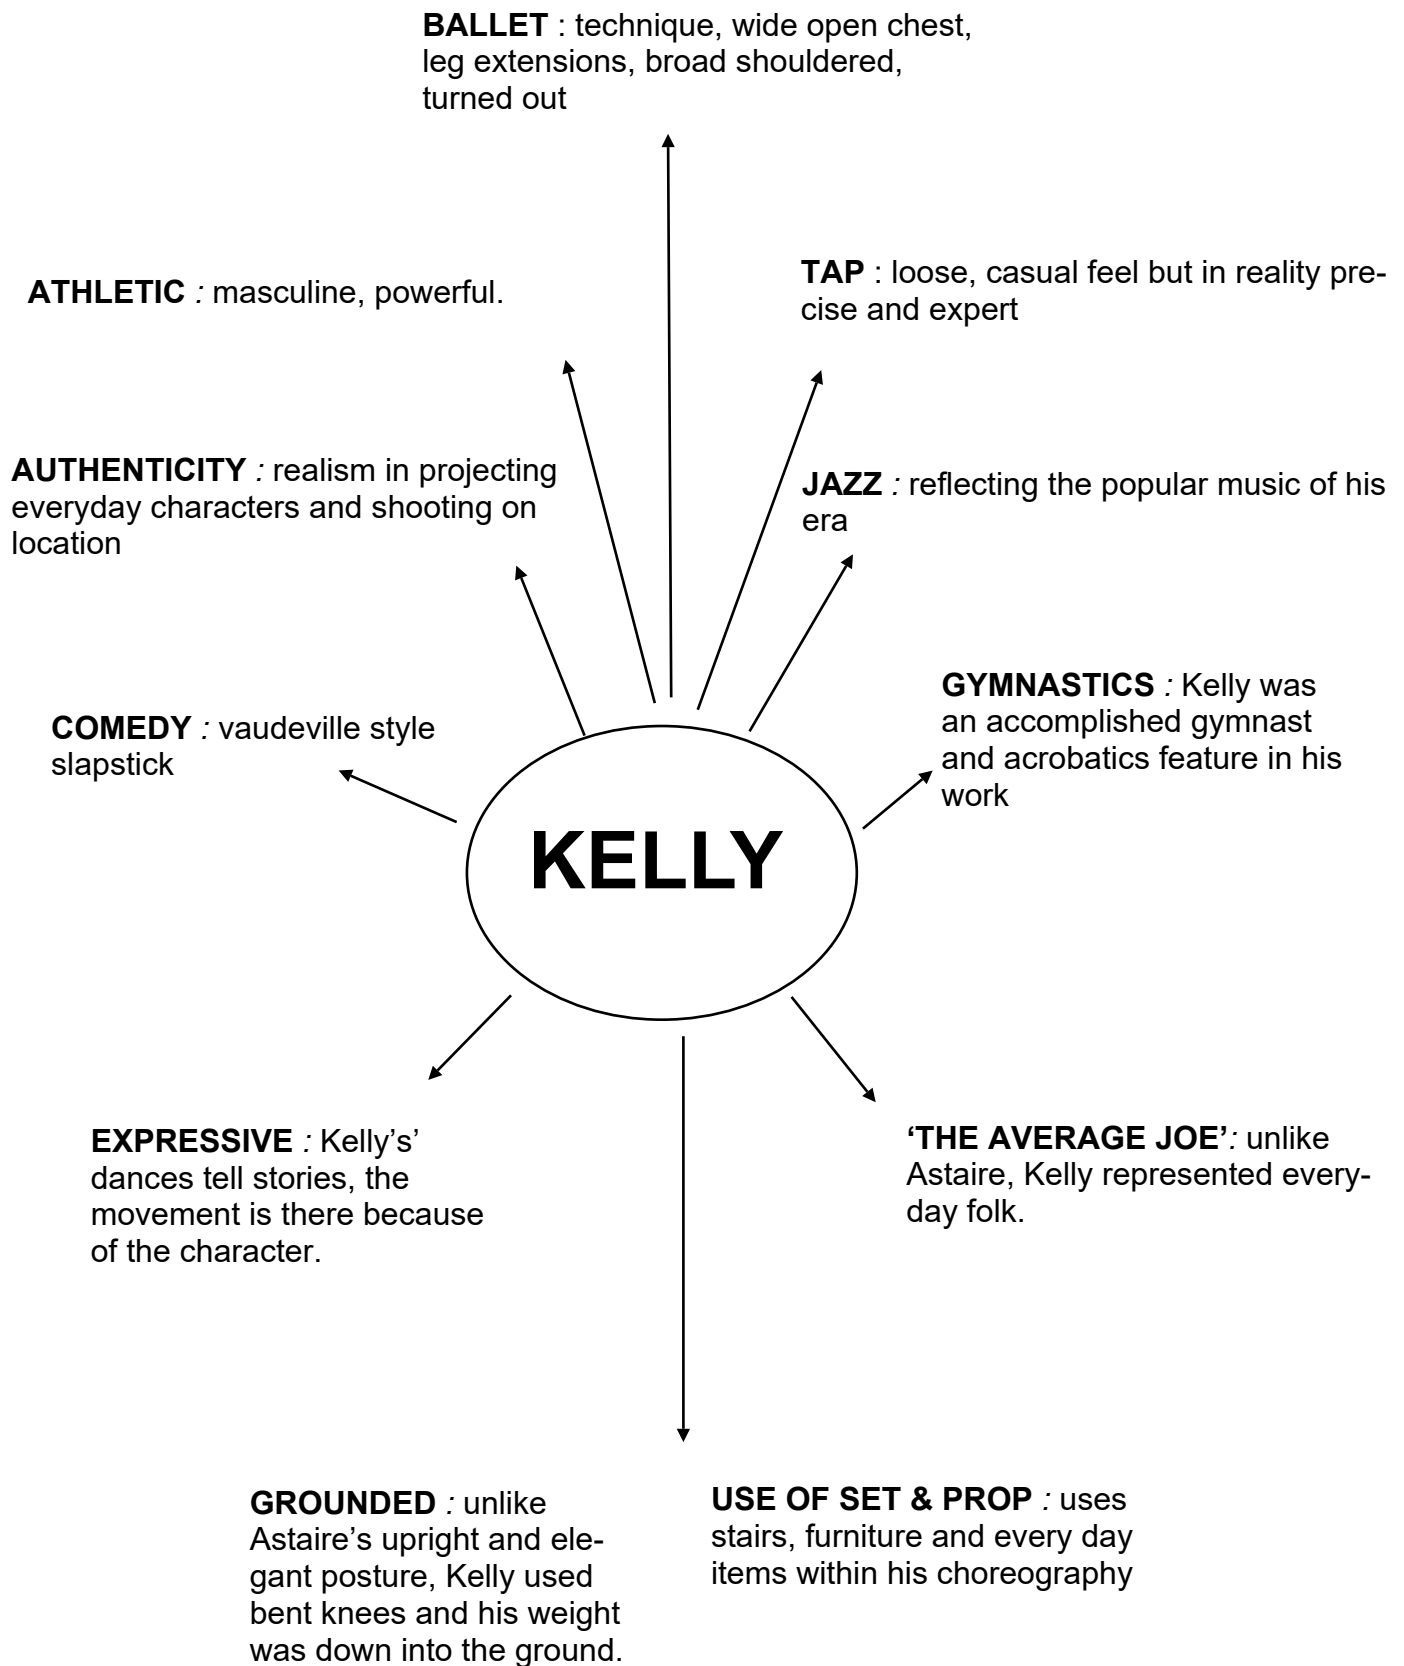 BALLET : technique, wide open chest,
leg extensions, broad shouldered,
turned out
ATHLETIC : masculine, powerful.
TAP : loose, casual feel but in reality pre-
cise and expert
AUTHENTICITY : realism in projecting
everyday characters and shooting on
location
JAZZ : reflecting the popular music of his
era
COMEDY : vaudeville style
slapstick
GYMNASTICS : Kelly was
an accomplished gymnast
and acrobatics feature in his
work
KELLY
EXPRESSIVE : Kelly’s’
dances tell stories, the
movement is there because
of the character.
‘THE AVERAGE JOE’: unlike
Astaire, Kelly represented every-
day folk.
GROUNDED : unlike
Astaire’s upright and ele-
gant posture, Kelly used
bent knees and his weight
was down into the ground.
USE OF SET & PROP : uses
stairs, furniture and every day
items within his choreography